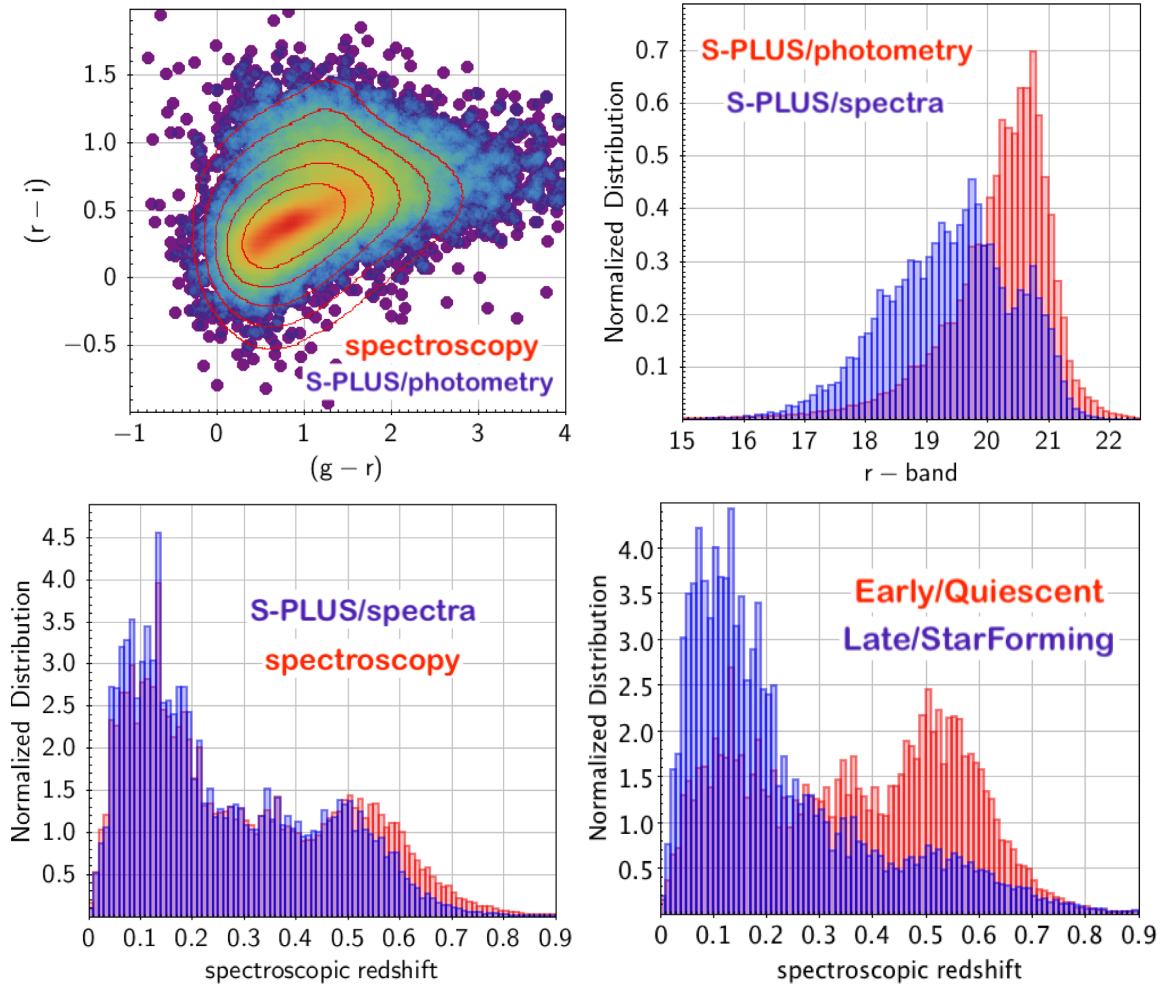 1.5
1.0
0.5
0
−0.5
(r − i)
spectroscopy
S-PLUS/photometry
−1 0 1 2 3 4
(g − r)
0.7
0.6
0.5
0.4
0.3
0.2
0.1
Normalized Distribution
S-PLUS/photometry
S-PLUS/spectra
15 16 17 18 19 20 21 22
r − band
4.5
4.0
3.5
3.0
2.5
2.0
1.5
1.0
0.5
Normalized Distribution
S-PLUS/spectra
spectroscopy
0 0.1 0.2 0.3 0.4 0.5 0.6 0.7 0.8 0.9
spectroscopic redshift
4.0
3.5
3.0
2.5
2.0
1.5
1.0
0.5
Normalized Distribution
Early/Quiescent
Late/StarForming
0 0.1 0.2 0.3 0.4 0.5 0.6 0.7 0.8 0.9
spectroscopic redshift